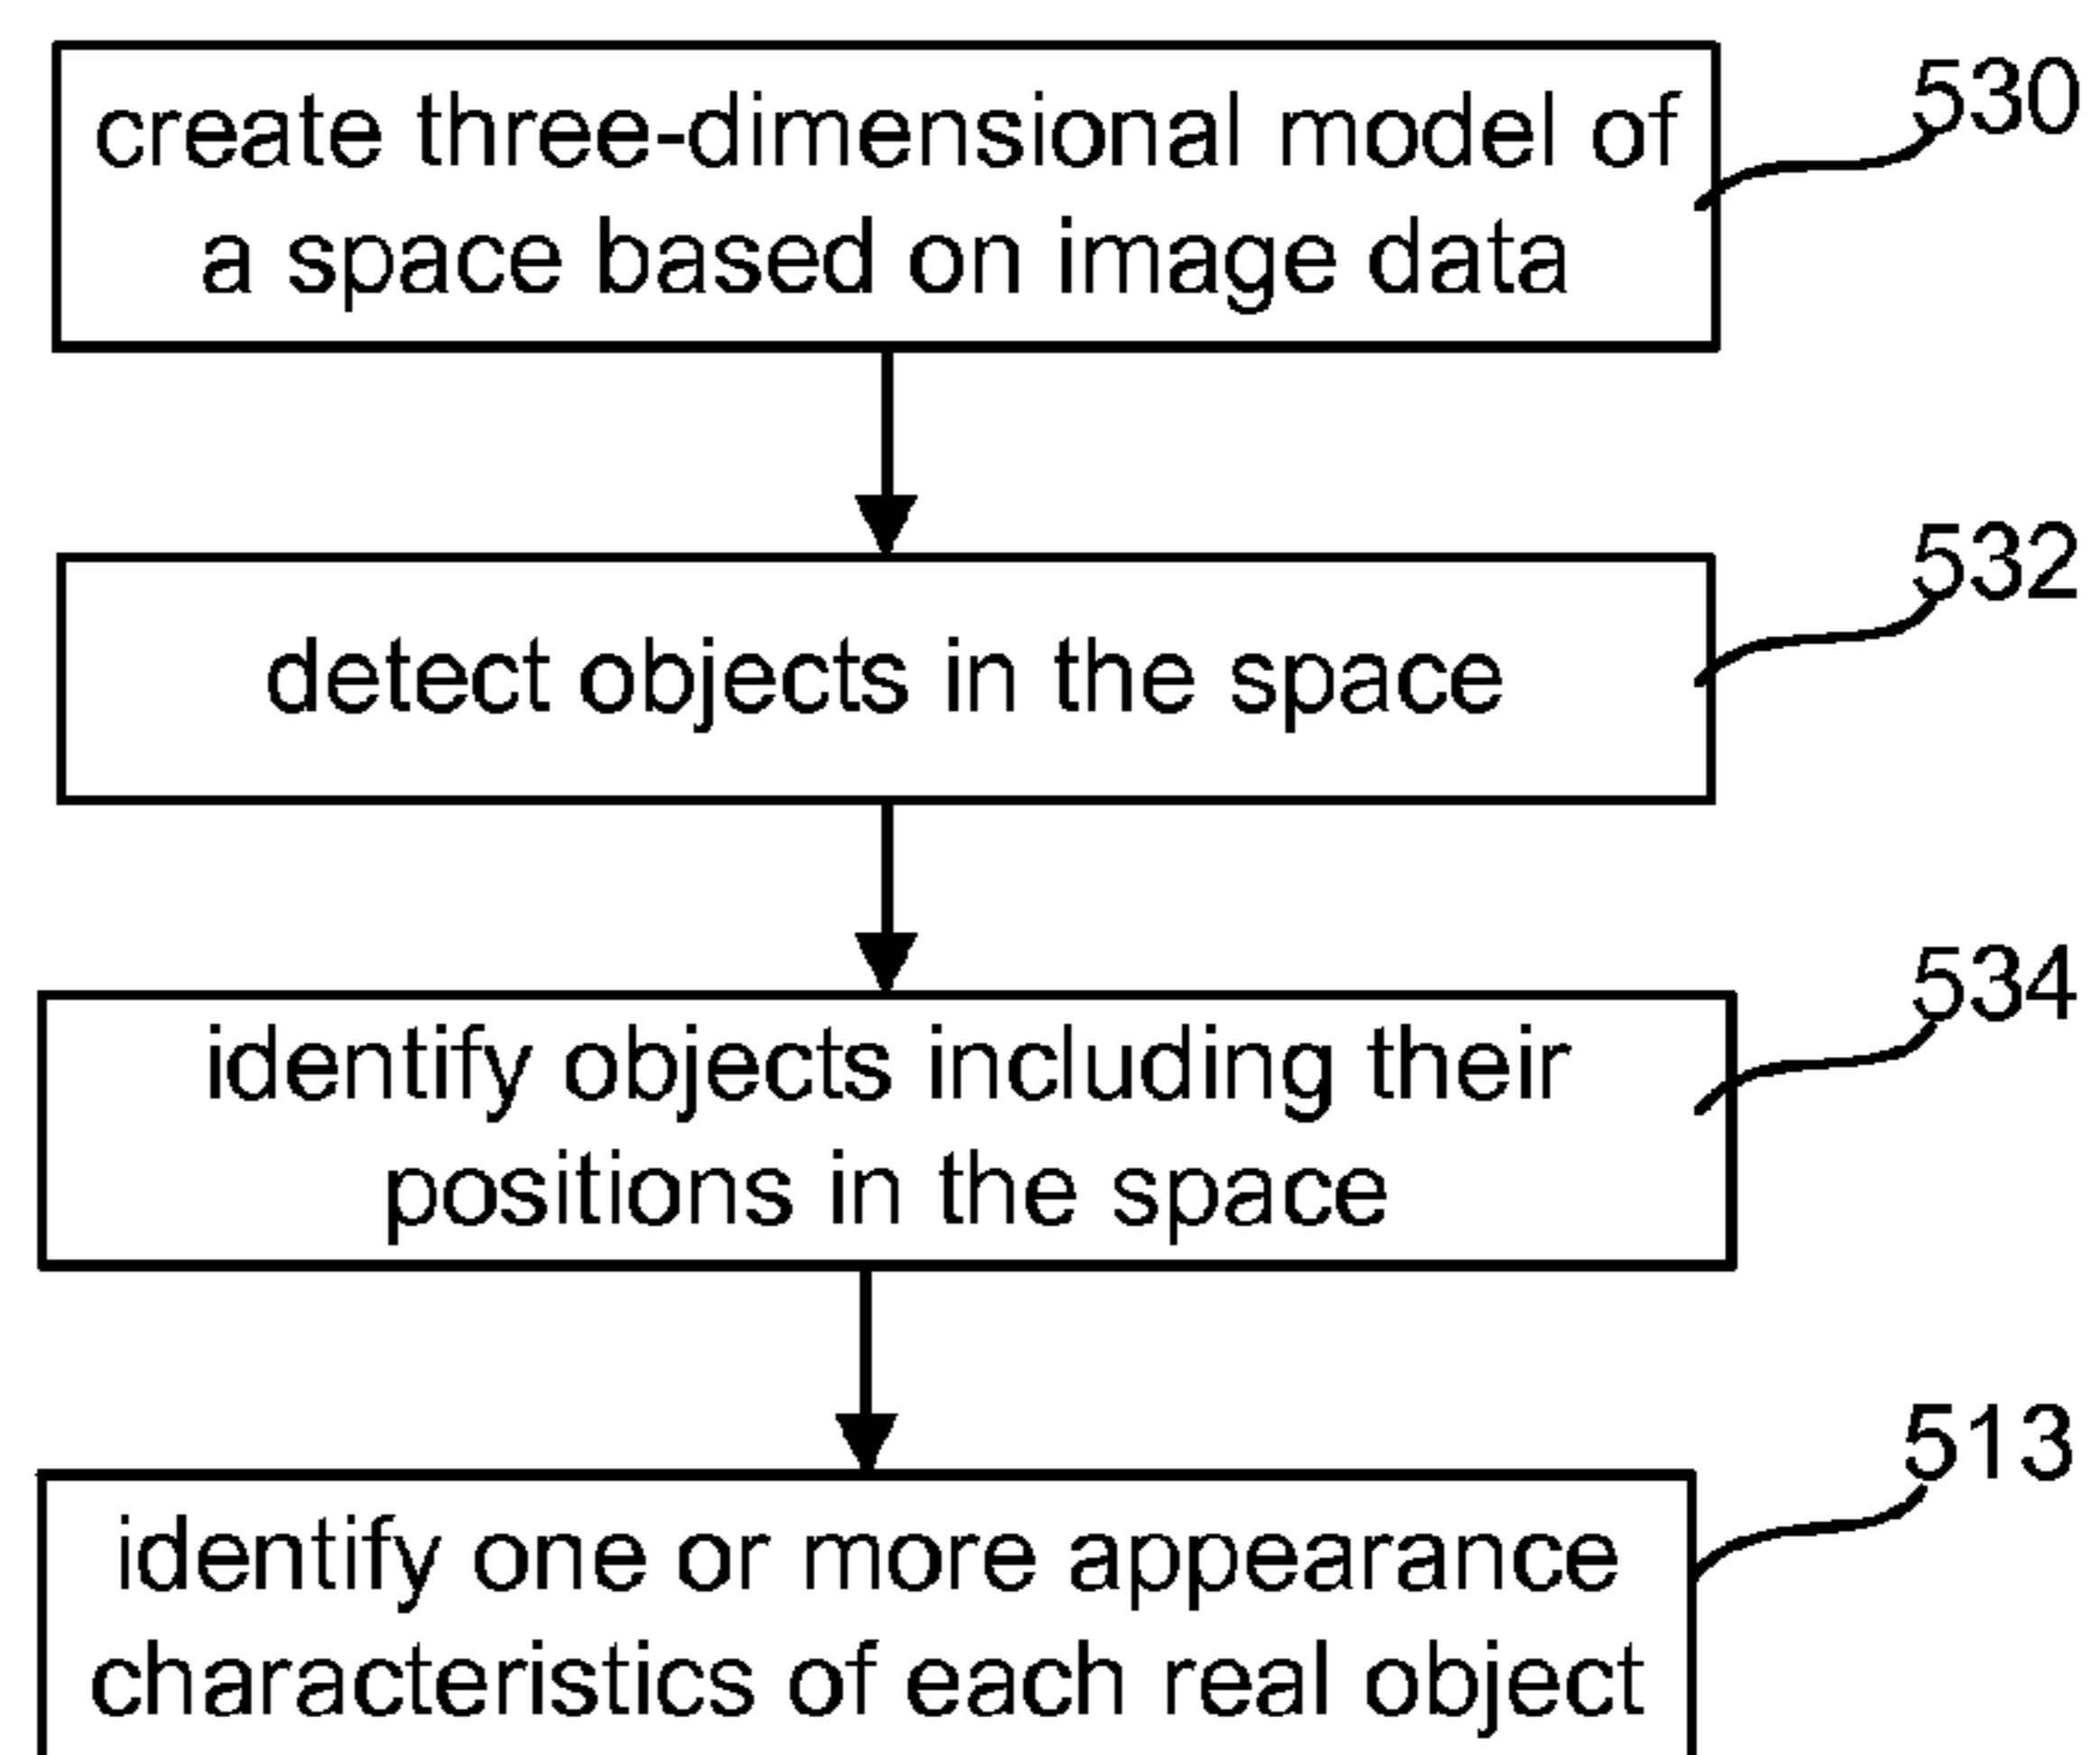 create three-dimensional model of
a space based on image data
530
detect objects in the space
532
identify objects including their
positions in the space
534
identify one or more appearance
characteristics of each real object
513